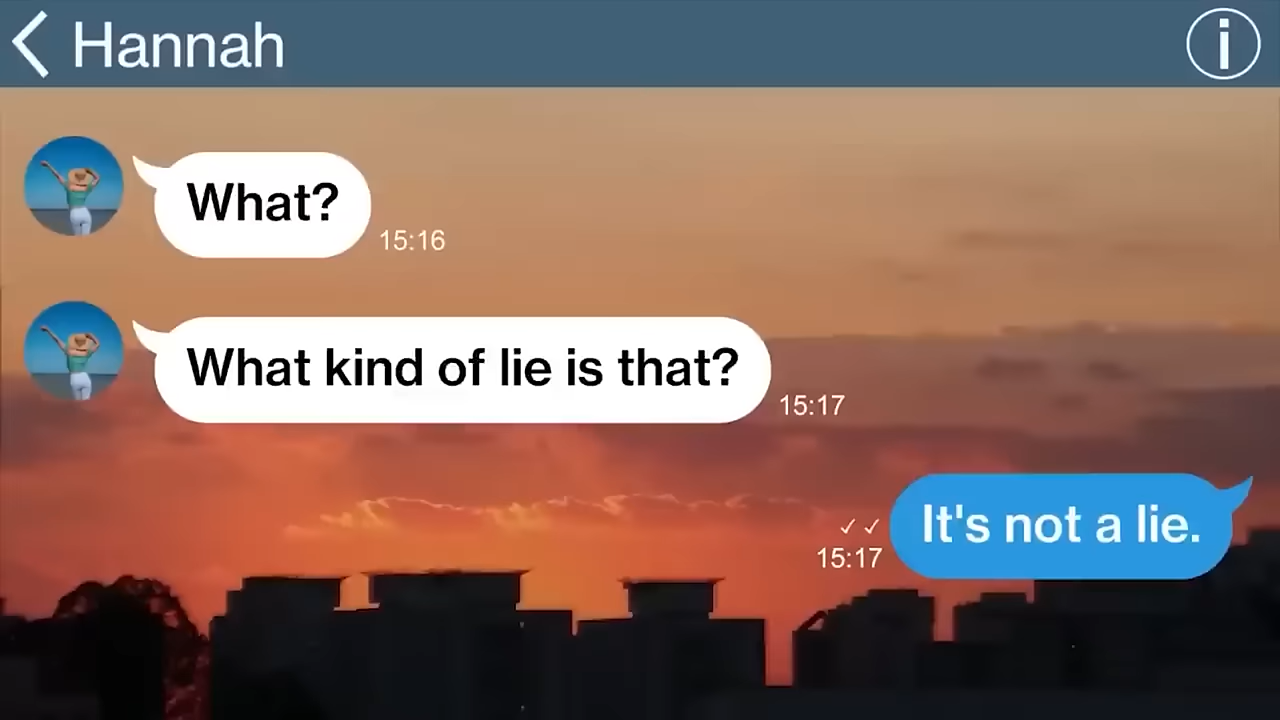 Hannah
What?
15:16
What kind of lie is that?
15:17
It's not a lie.
15:17